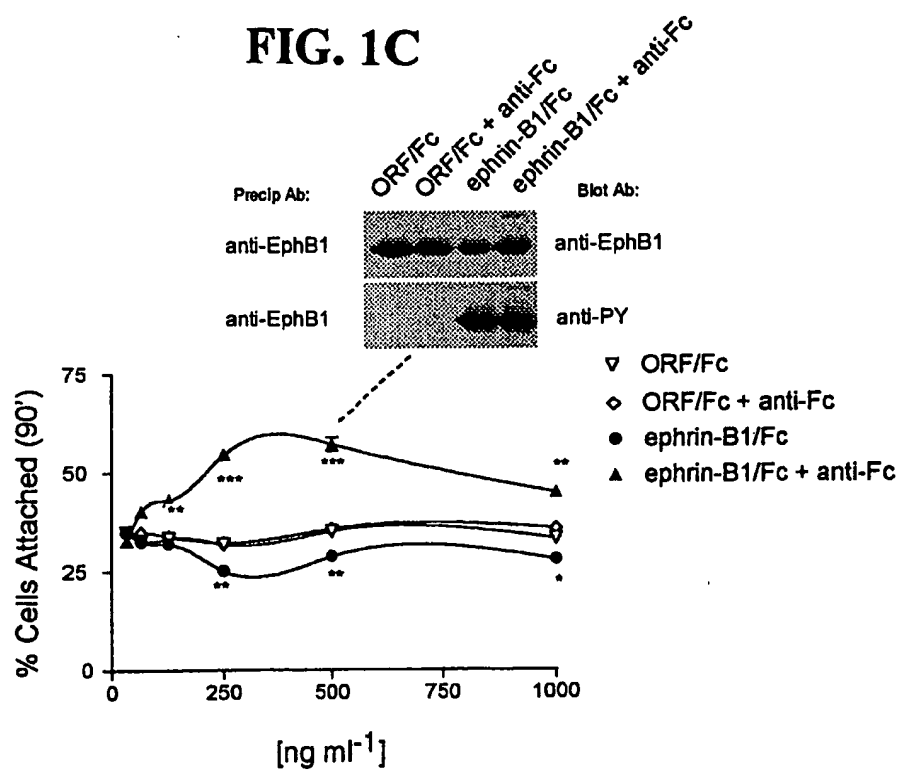 FIG. 1C
ORF/Fc
ORF/Fc + anti-Fc
ephrin-B1/Fc
ephrin-B1/Fc + anti-Fc
Precip Ab:
Blot Ab:
anti-EphB1
anti-EphB1
anti-EphB1
anti-PY
% Cells Attached (90')
75
50
25
0
***
**
***
**
**
**
*
ORF/Fc
ORF/Fc + anti-Fc
ephrin-B1/Fc
ephrin-B1/Fc + anti-Fc
0
250
500
750
1000
[ng ml⁻¹]